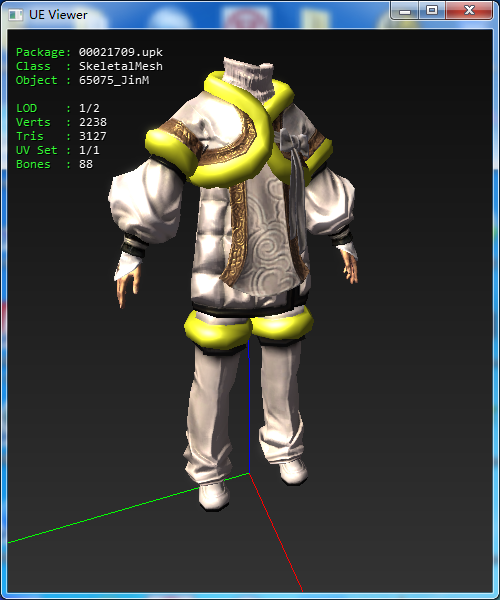 UE Viewer
Package: 00021709.upk
Class : SkeletalMesh
Object : 65075_JinM
LOD : 1/2
Verts : 2238
Tris : 3127
UV Set : 1/1
Bones : 88